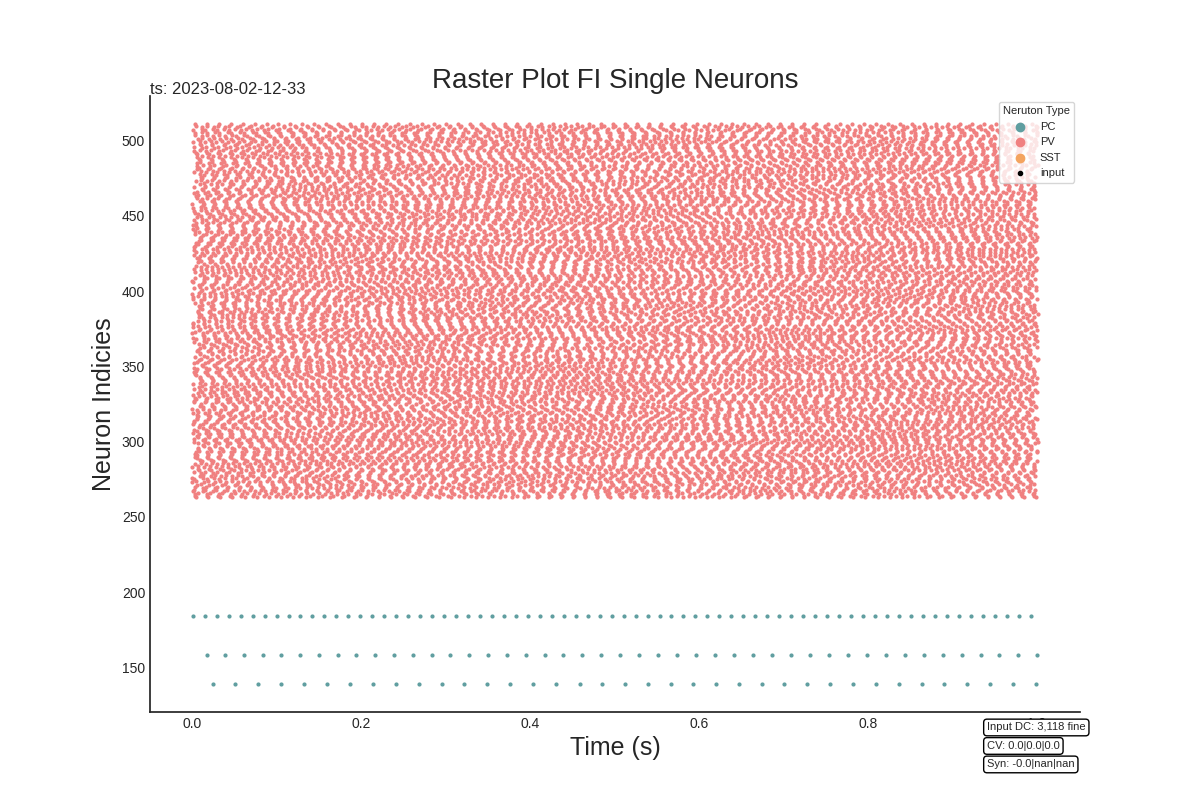 Raster Plot FI Single Neurons
ts: 2023-08-02-12-33
Neruton Type
PC
PV
SST
input
500
450
400
350
300
250
200
150
Neuron Indicies
0.0 0.2 0.4 0.6 0.8
Time (s)
Input DC: 3,118 fine
CV: 0.0|0.0|0.0
Syn: -0.0|nan|nan